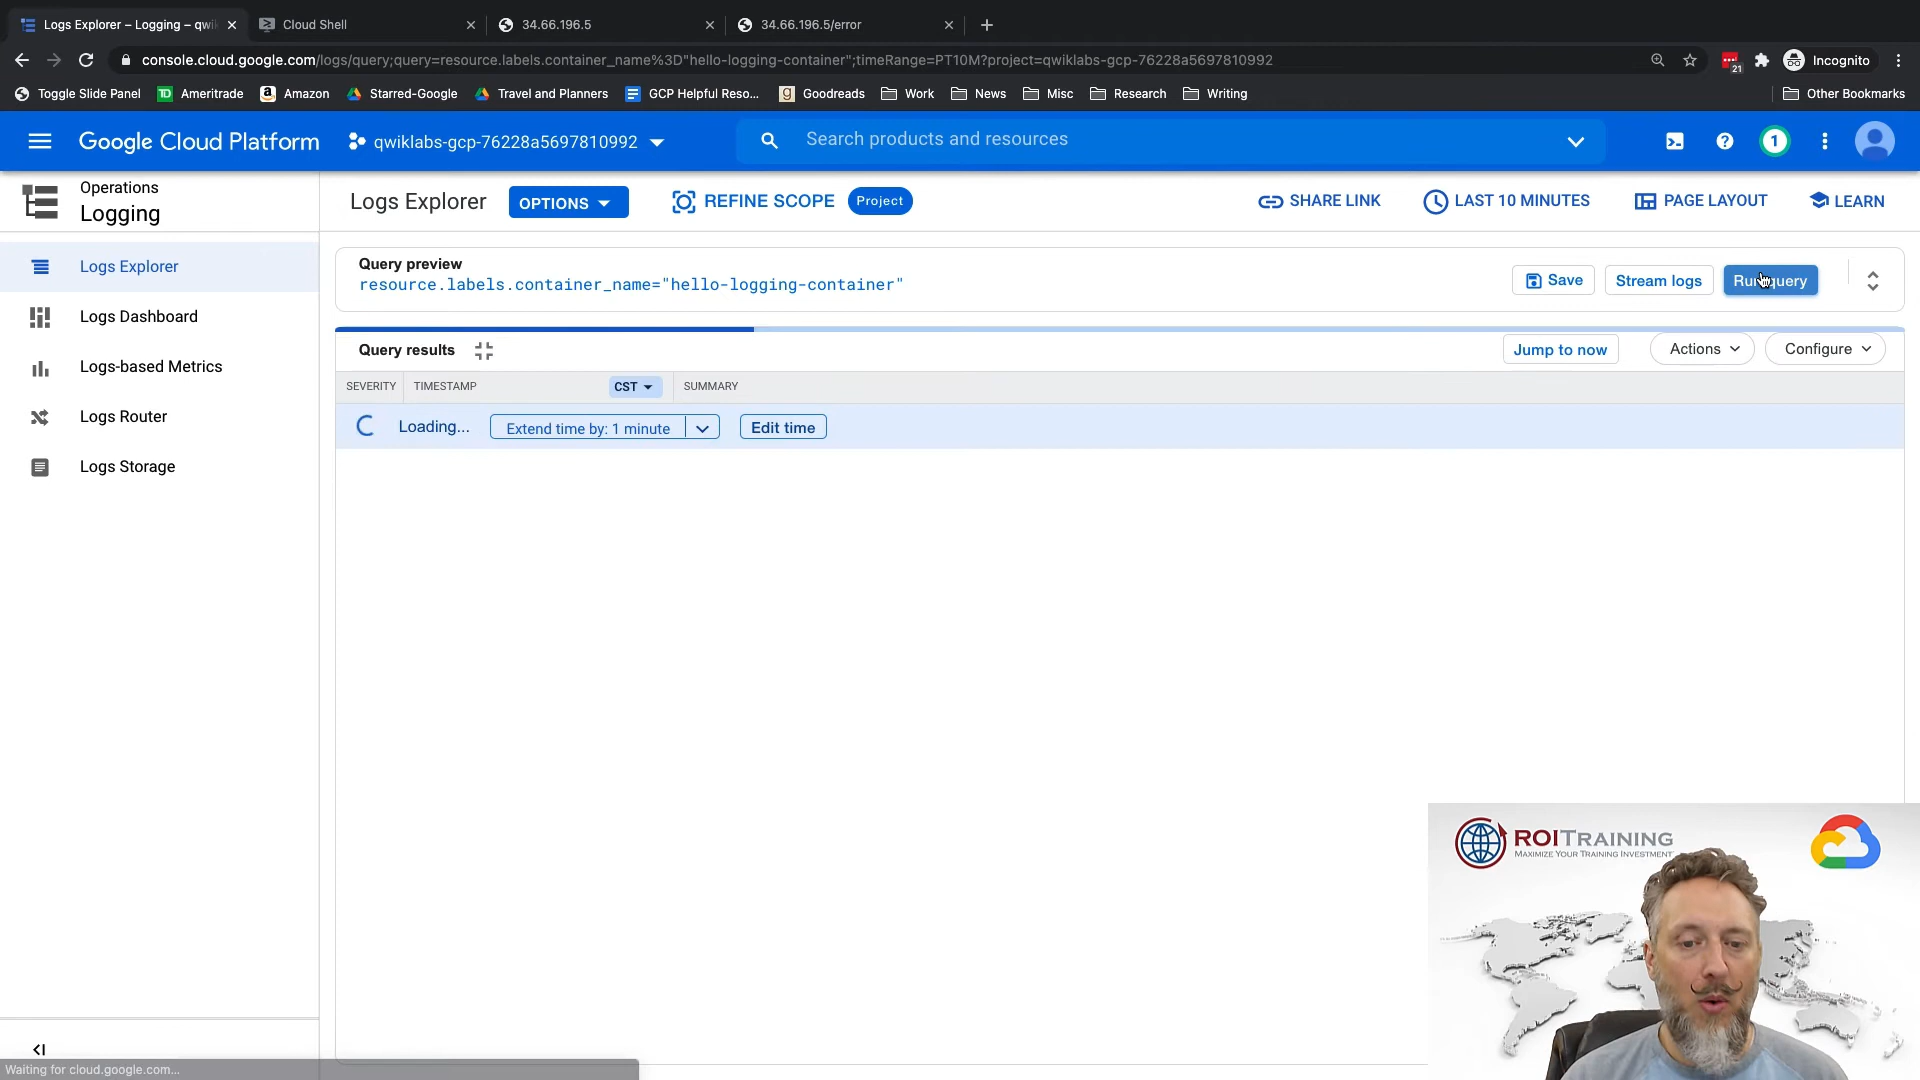 Logs Explorer – Logging – qwi
Cloud Shell
34.66.196.5
34.66.196.5/error
console.cloud.google.com/logs/query;query=resource.labels.container_name%3D"hello-logging-container";timeRange=PT10M?project=qwiklabs-gcp-76228a5697810992
21
Incognito
Toggle Slide Panel
Ameritrade
Amazon
Starred-Google
Travel and Planners
GCP Helpful Reso...
Goodreads
Work
News
Misc
Research
Writing
Other Bookmarks
Google Cloud Platform
qwiklabs-gcp-76228a5697810992
Search products and resources
1
Operations
Logging
Logs Explorer
OPTIONS
REFINE SCOPE
Project
SHARE LINK
LAST 10 MINUTES
PAGE LAYOUT
LEARN
Logs Explorer
Logs Dashboard
Logs-based Metrics
Logs Router
Logs Storage
Query preview
resource.labels.container_name="hello-logging-container"
Save
Stream logs
Run query
Query results
Jump to now
Actions
Configure
SEVERITY
TIMESTAMP
CST
SUMMARY
Loading...
Extend time by: 1 minute
Edit time
ROITRAINING
MAXIMIZE YOUR TRAINING INVESTMENT
Waiting for cloud.google.com...